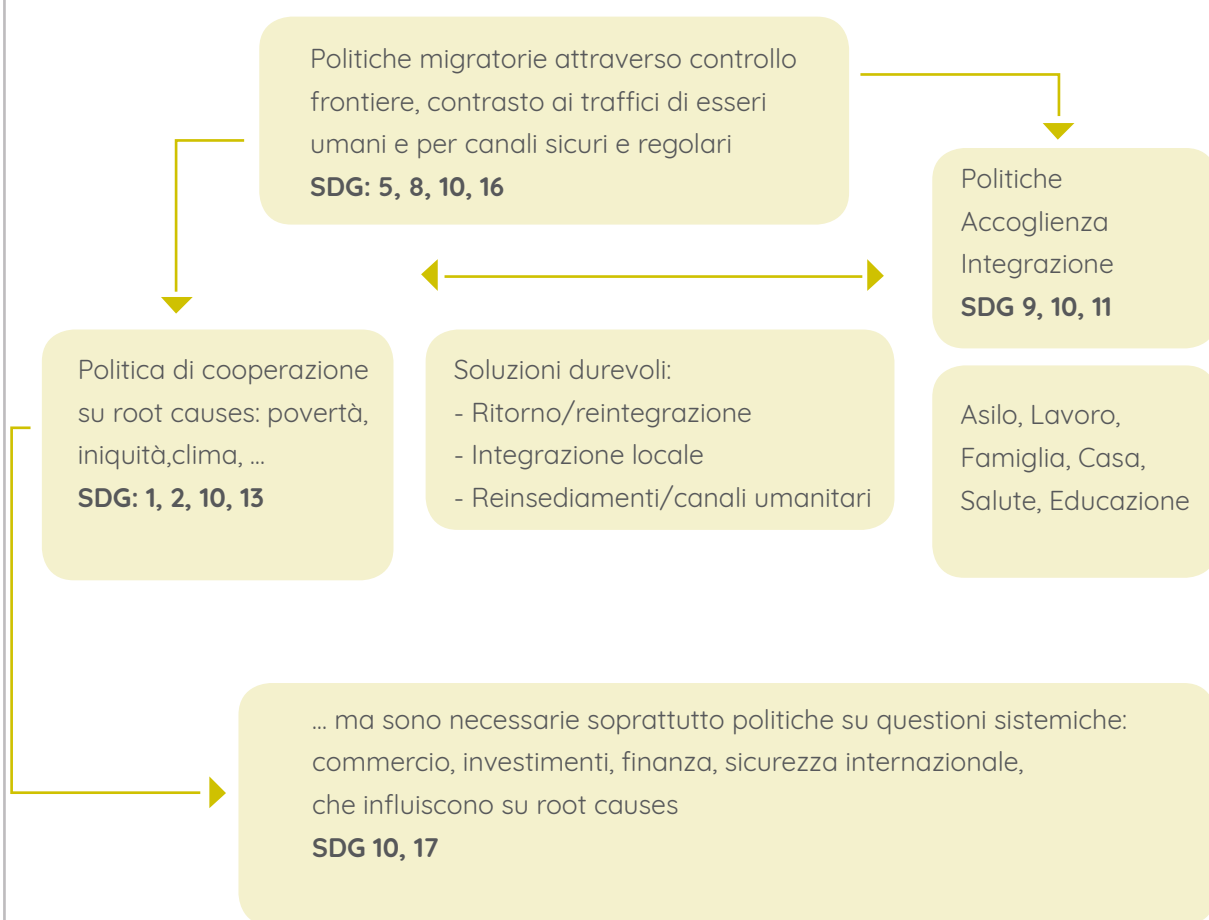 Politiche migratorie attraverso controllo
frontiere, contrasto ai traffici di esseri
umani e per canali sicuri e regolari
SDG: 5, 8, 10, 16
Politiche
Accoglienza
Integrazione
SDG 9, 10, 11
Politica di cooperazione
su root causes: povertà,
iniquità,clima, ...
SDG: 1, 2, 10, 13
Soluzioni durevoli:
- Ritorno/reintegrazione
- Integrazione locale
- Reinsediamenti/canali umanitari
Asilo, Lavoro,
Famiglia, Casa,
Salute, Educazione
... ma sono necessarie soprattutto politiche su questioni sistemiche:
commercio, investimenti, finanza, sicurezza internazionale,
che influiscono su root causes
SDG 10, 17